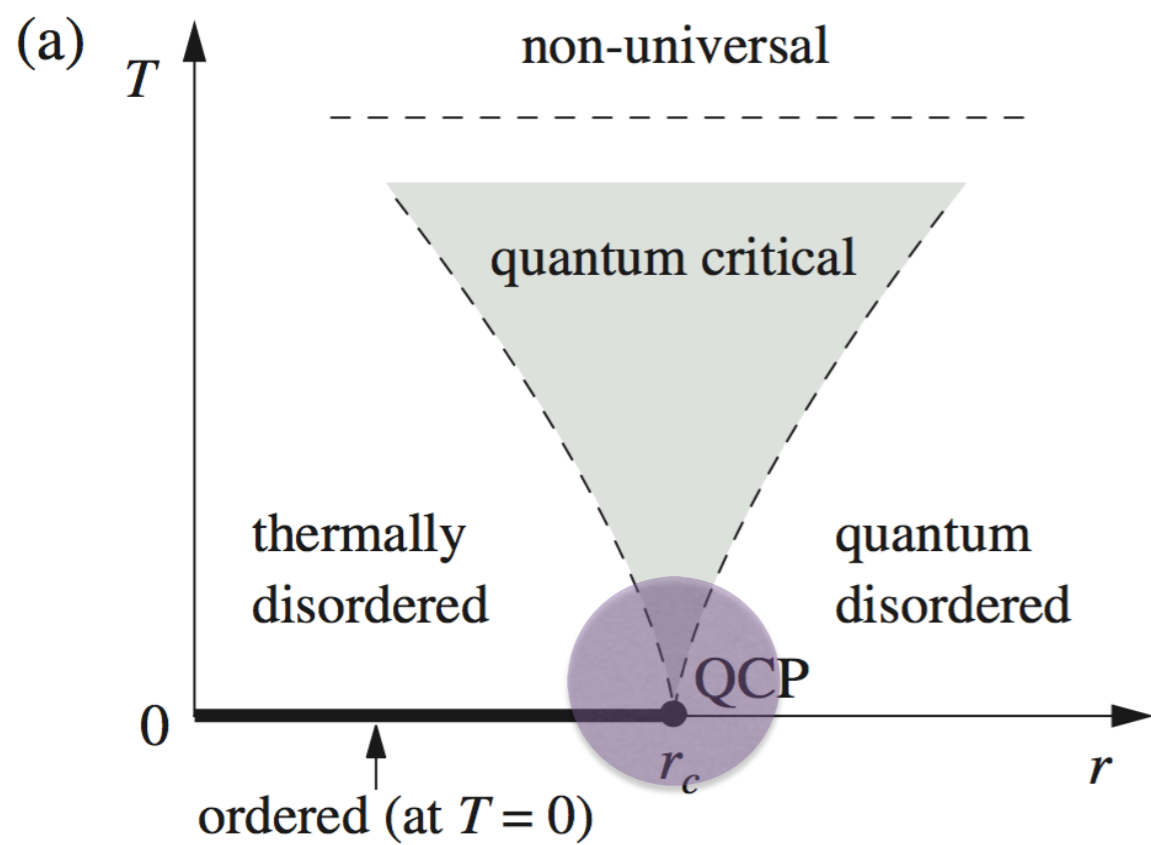 (a)
T
non-universal
quantum critical
thermally
disordered
quantum
disordered
QCP
0
r_c
r
ordered (at T = 0)